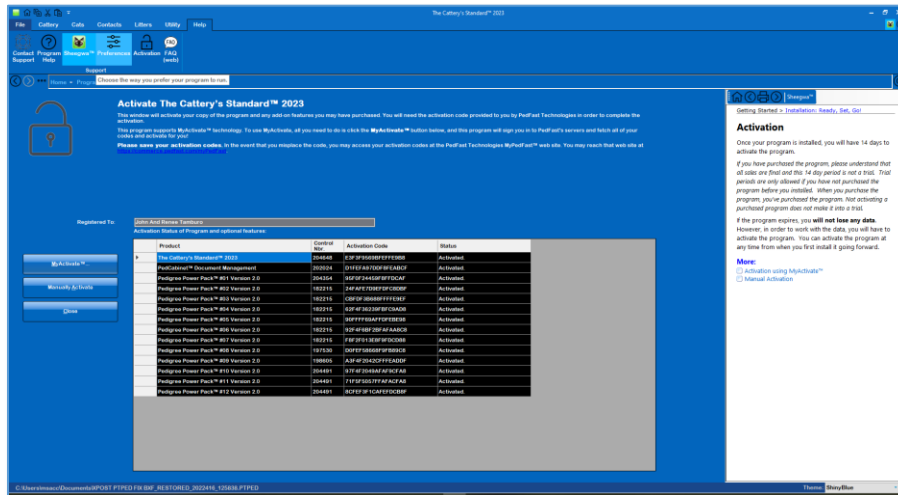 The Cattery's Standard™ 2023
File Cattery Cats Contacts Litters Utility Help
Contact Support
Program Help
Sheegwa™
Preferences
Activation
FAQ (web)
Support
Home
Choose the way you prefer your program to run.
Activate The Cattery's Standard™ 2023
This window will activate your copy of the program and any add-on features you may have purchased. You will need the activation code provided to you by PedFast Technologies in order to complete the
activation.
This program supports MyActivate™ technology. To use MyActivate, all you need to do is click the MyActivate™ button below, and this program will sign you in to PedFast's servers and fetch all of your
codes and activate for you!
Please save your activation codes. In the event that you misplace the code, you may access your activation codes at the PedFast Technologies MyPedFast™ web site. You may reach that web site at
Registered To: John And Renee Tamburo
Activation Status of Program and optional features:
Product Control Nbr. Activation Code Status
The Cattery's Standard™ 2023 204648 Activated.
PedCabinet™ Document Management 202024 Activated.
Pedigree Power Pack™ #01 Version 2.0 204354 Activated.
Pedigree Power Pack™ #02 Version 2.0 182215 Activated.
Pedigree Power Pack™ #03 Version 2.0 182215 Activated.
Pedigree Power Pack™ #04 Version 2.0 182215 Activated.
Pedigree Power Pack™ #05 Version 2.0 182215 Activated.
Pedigree Power Pack™ #06 Version 2.0 182215 Activated.
Pedigree Power Pack™ #07 Version 2.0 182215 Activated.
Pedigree Power Pack™ #08 Version 2.0 197530 Activated.
Pedigree Power Pack™ #09 Version 2.0 198605 Activated.
Pedigree Power Pack™ #10 Version 2.0 204491 Activated.
Pedigree Power Pack™ #11 Version 2.0 204491 Activated.
Pedigree Power Pack™ #12 Version 2.0 204491 Activated.
MyActivate™...
Manually Activate
Close
Sheegwa™
Getting Started > Installation: Ready, Set, Go!
Activation
Once your program is installed, you will have 14 days to
activate the program.
If you have purchased the program, please understand that
all sales are final and this 14 day period is not a trial. Trial
periods are only allowed if you have not purchased the
program before you installed. When you purchase the
program, you've purchased the program. Not activating a
purchased program does not make it into a trial.
If the program expires, you will not lose any data.
However, in order to work with the data, you will have to
activate the program. You can activate the program at
any time from when you first install it going forward.
More:
Activation using MyActivate™
Manual Activation
Theme: ShinyBlue